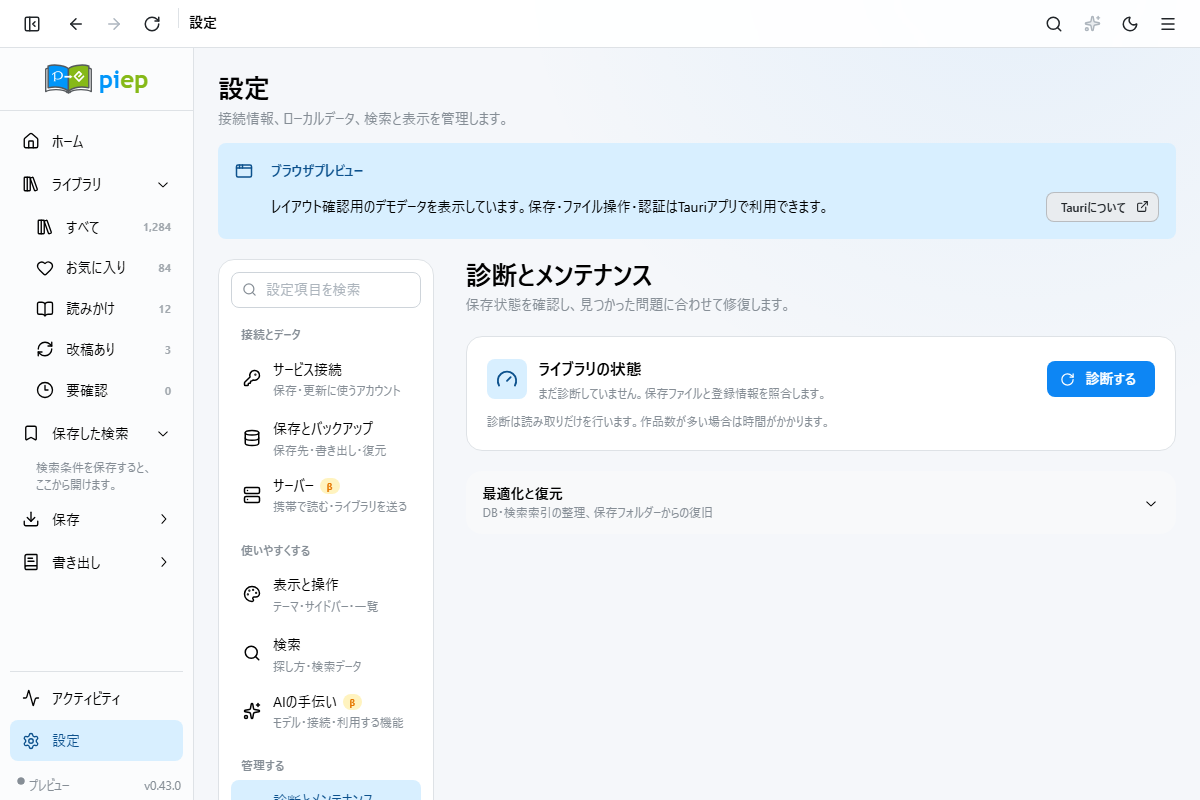 設定
piep
ホーム
ライブラリ
すべて 1,284
お気に入り 84
読みかけ 12
改稿あり 3
要確認 0
保存した検索
検索条件を保存すると、
ここから開けます。
保存
書き出し
アクティビティ
設定
プレビュー v0.43.0
設定
接続情報、ローカルデータ、検索と表示を管理します。
ブラウザプレビュー
レイアウト確認用のデモデータを表示しています。保存・ファイル操作・認証はTauriアプリで利用できます。
Tauriについて
設定項目を検索
接続とデータ
サービス接続
保存・更新に使うアカウント
保存とバックアップ
保存先・書き出し・復元
サーバー β
携帯で読む・ライブラリを送る
使いやすくする
表示と操作
テーマ・サイドバー・一覧
検索
探し方・検索データ
AIの手伝い β
モデル・接続・利用する機能
管理する
診断とメンテナンス
診断とメンテナンス
保存状態を確認し、見つかった問題に合わせて修復します。
ライブラリの状態
まだ診断していません。保存ファイルと登録情報を照合します。
診断する
診断は読み取りだけを行います。作品数が多い場合は時間がかかります。
最適化と復元
DB・検索索引の整理、保存フォルダーからの復旧